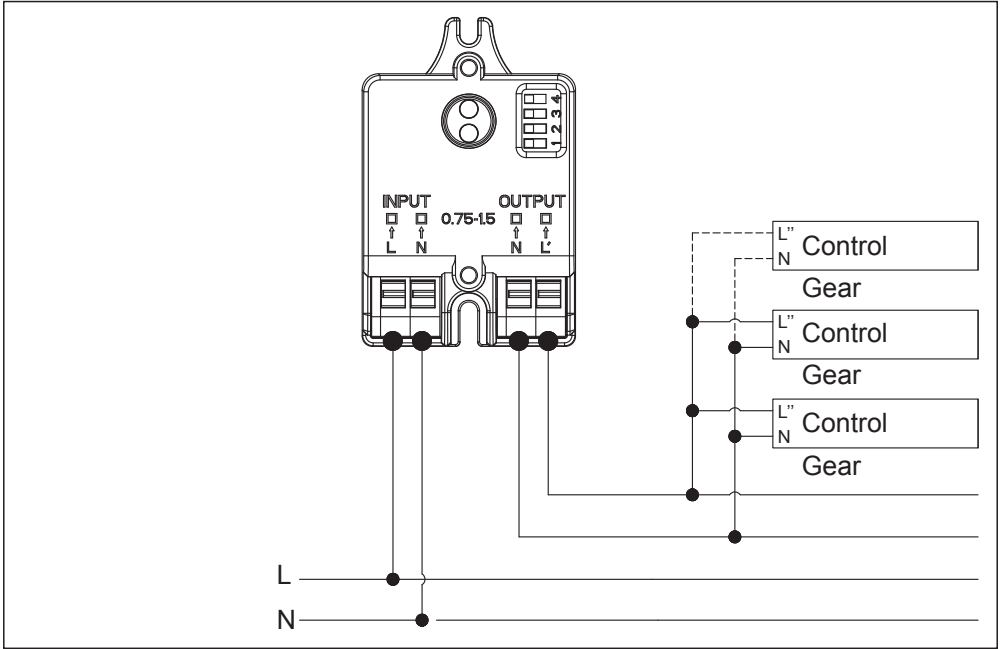 4
3
2
1
INPUT OUTPUT
0.75-1.5
L N N L'
L"
N
Control
Gear
L"
N
Control
Gear
L"
N
Control
Gear
L
N